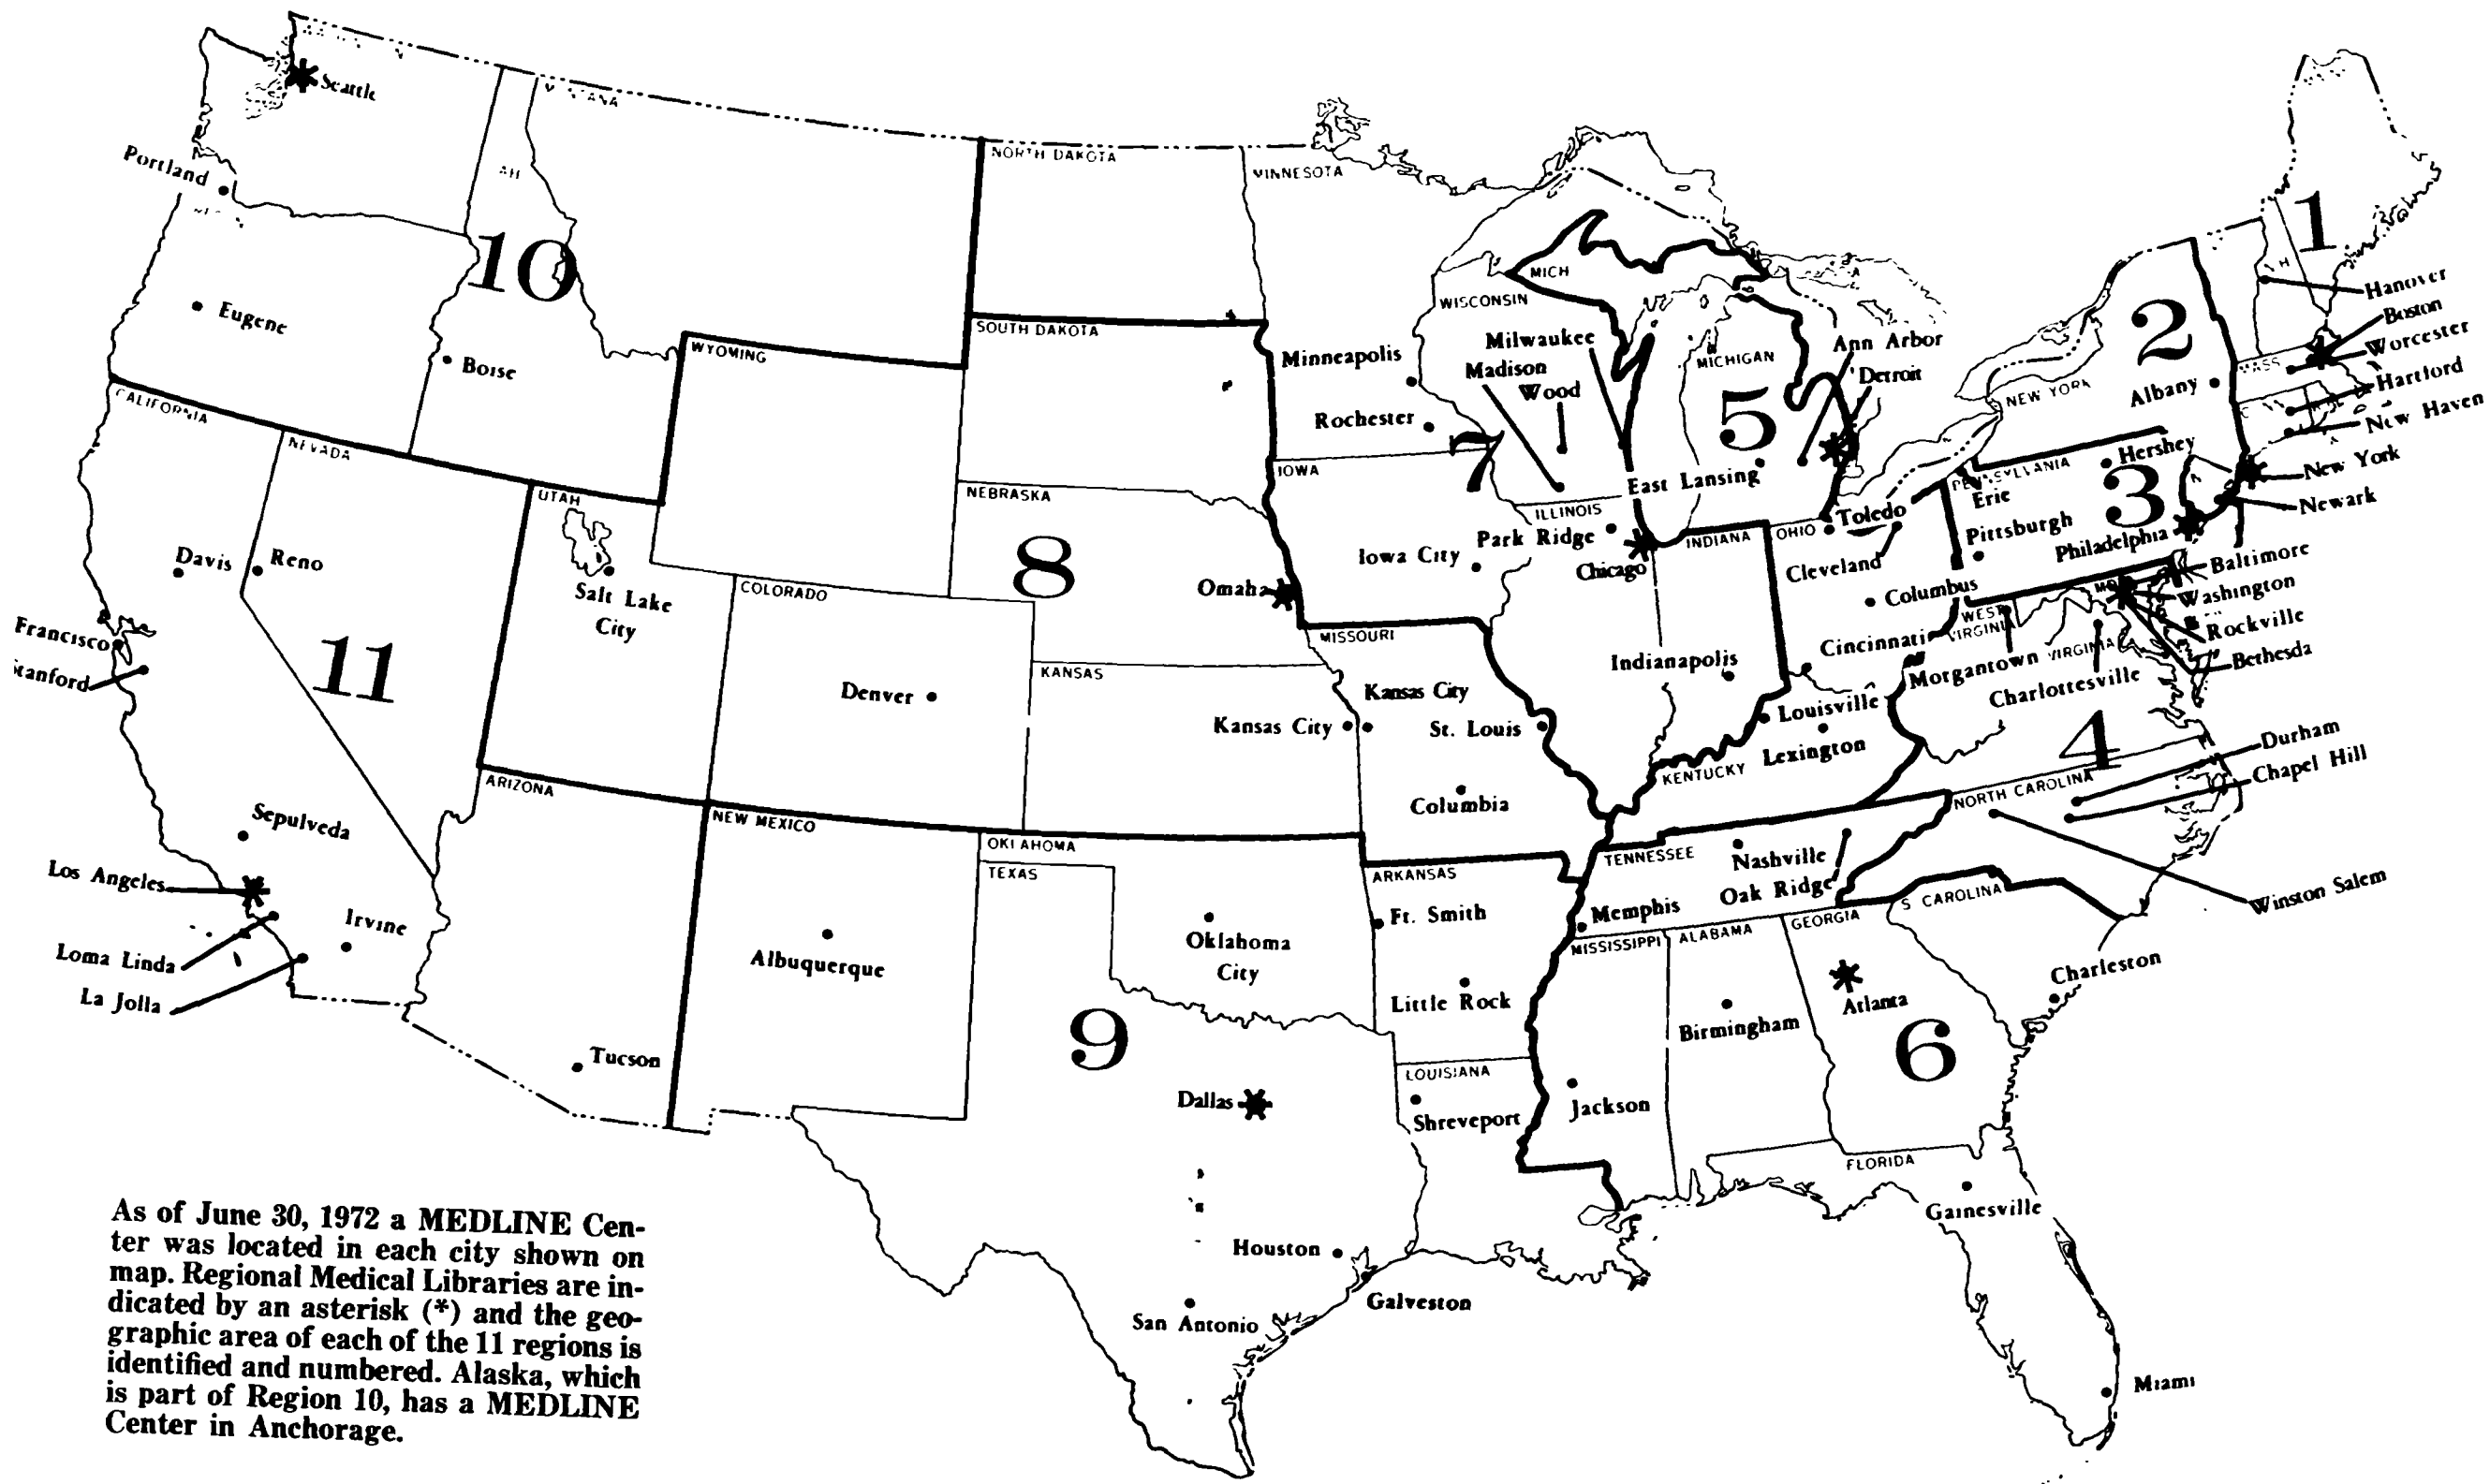 Seattle
Portland
10
Eugene
Boise
NORTH DAKOTA
MINNESOTA
SOUTH DAKOTA
WYOMING
CALIFORNIA
NEVADA
UTAH
NEBRASKA
IOWA
WISCONSIN
MICH
MICHIGAN
Minneapolis
Rochester
Milwaukee
Madison
Wood
7
5
Ann Arbor
Detroit
East Lansing
1
2
NEW YORK
Albany
MASS
Hanover
Boston
Worcester
Hartford
New Haven
New York
Newark
PENNSYLVANIA
Hershey
3
Erie
Pittsburgh
Philadelphia
Baltimore
Washington
Rockville
Bethesda
Davis
Reno
Salt Lake
City
COLORADO
8
Omaha
Iowa City
ILLINOIS
Park Ridge
Chicago
INDIANA
OHIO
Toledo
Cleveland
Columbus
Cincinnati
WEST
VIRGINIA
MD
Morgantown
VIRGINIA
Charlottesville
Francisco
Stanford
11
Denver
KANSAS
MISSOURI
Kansas City
Kansas City
St. Louis
Columbia
Indianapolis
Louisville
Lexington
KENTUCKY
4
Durham
Chapel Hill
NORTH CAROLINA
Winston Salem
ARIZONA
NEW MEXICO
OKLAHOMA
TEXAS
ARKANSAS
TENNESSEE
Nashville
Oak Ridge
Memphis
S CAROLINA
Sepulveda
Los Angeles
Irvine
Loma Linda
La Jolla
Tucson
Albuquerque
Oklahoma
City
Ft. Smith
Little Rock
MISSISSIPPI
ALABAMA
GEORGIA
Atlanta
Birmingham
Charleston
6
9
Dallas
LOUISIANA
Shreveport
Jackson
FLORIDA
Gainesville
Houston
Galveston
San Antonio
Miami
As of June 30, 1972 a MEDLINE Cen-
ter was located in each city shown on
map. Regional Medical Libraries are in-
dicated by an asterisk (*) and the geo-
graphic area of each of the 11 regions is
identified and numbered. Alaska, which
is part of Region 10, has a MEDLINE
Center in Anchorage.